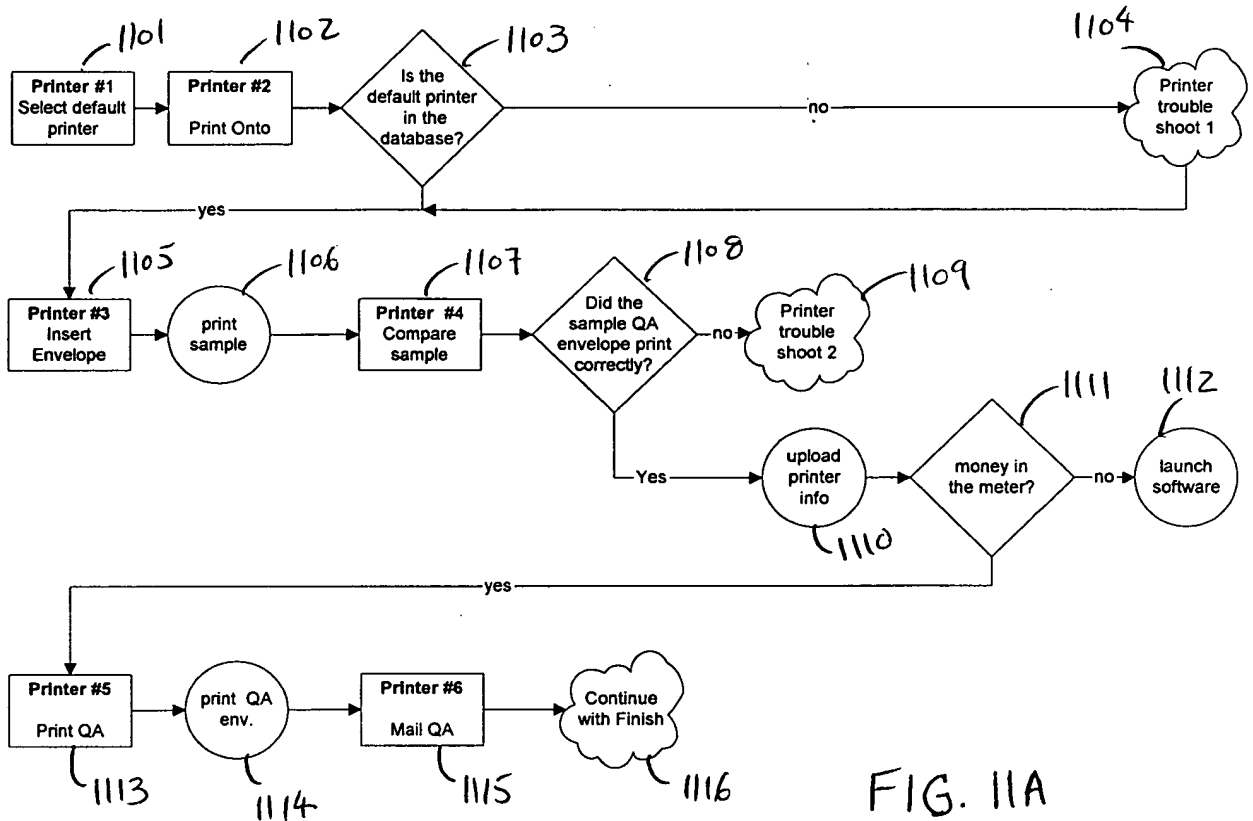 1101
1102
1103
1104
Printer #1
Select default
printer
Printer #2
Print Onto
Is the
default printer
in the
database?
no
Printer
trouble
shoot 1
yes
1105
1106
1107
1108
1109
Printer #3
Insert
Envelope
print
sample
Printer #4
Compare
sample
Did the
sample QA
envelope print
correctly?
no
Printer
trouble
shoot 2
1111
1112
Yes
upload
printer
info
money in
the meter?
no
launch
software
1110
yes
Printer #5
Print QA
print QA
env.
Printer #6
Mail QA
Continue
with Finish
1113
1114
1115
1116
FIG. 11A